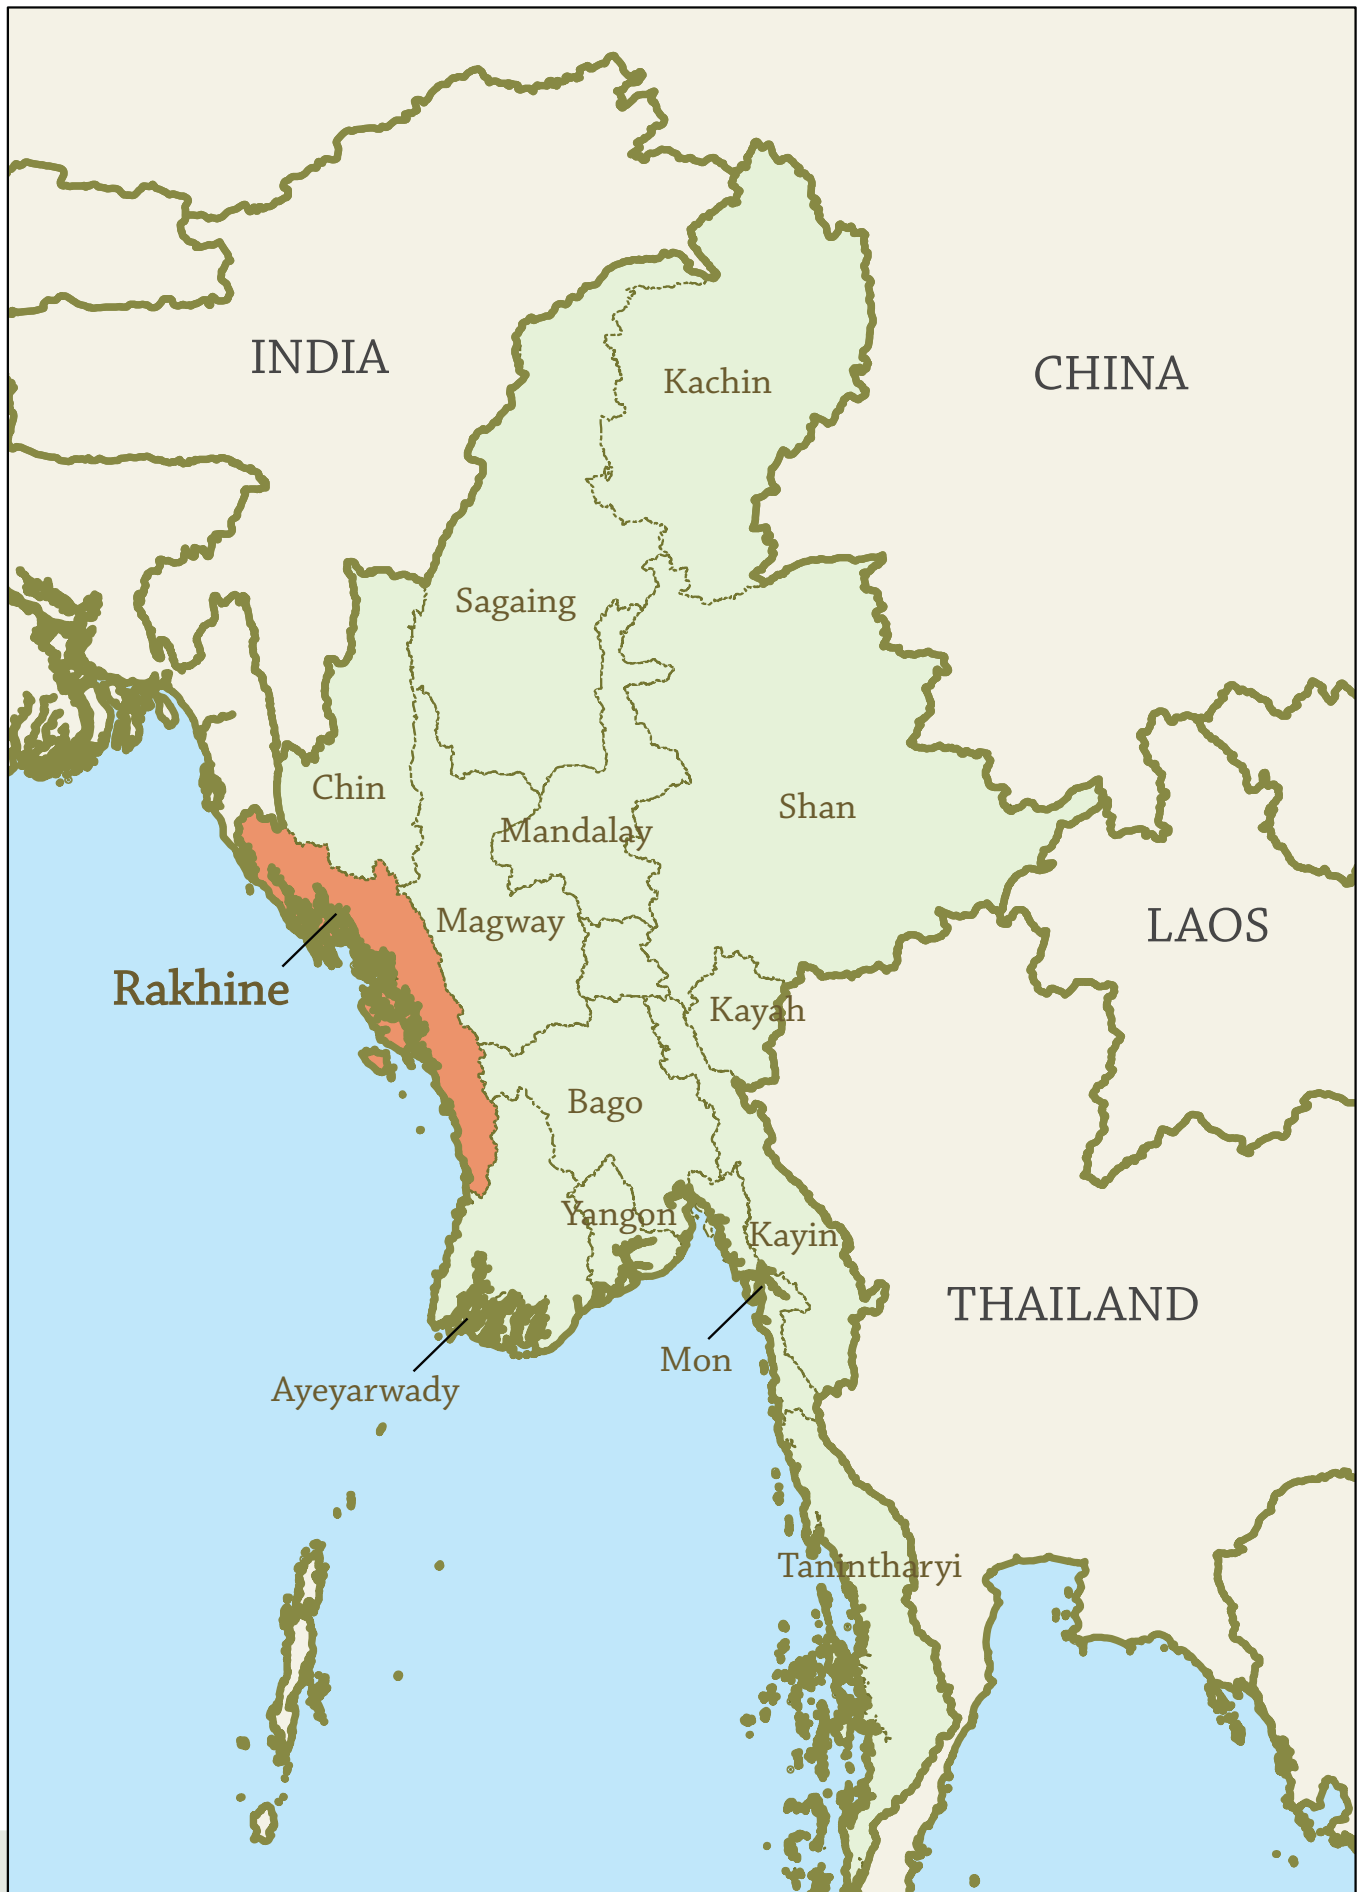 INDIA
CHINA
Kachin
Sagaing
Chin
Shan
Mandalay
Magway
LAOS
Rakhine
Kayah
Bago
Yangon
Kayin
THAILAND
Mon
Ayeyarwady
Tanintharyi